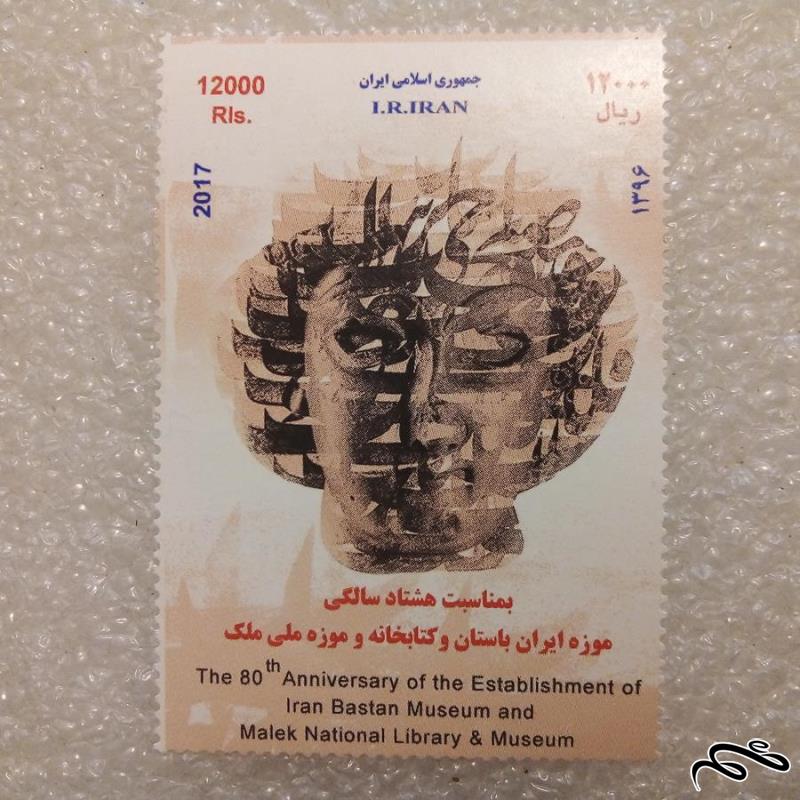 12000
Rls.
جمهوری اسلامی ایران
I.R.IRAN
۱۲۰۰۰
ریال
2017
۱۳۹۶
بمناسبت هشتاد سالگی
موزه ایران باستان و کتابخانه و موزه ملی ملک
The 80th Anniversary of the Establishment of
Iran Bastan Museum and
Malek National Library & Museum